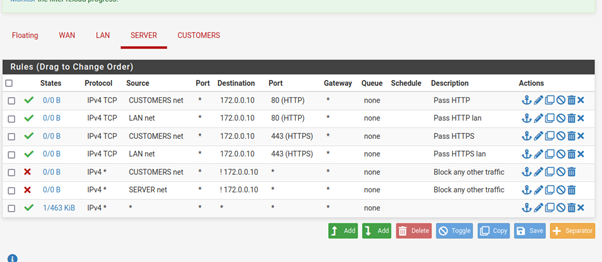 Monitor the filter reload progress.
Floating WAN LAN SERVER CUSTOMERS
Rules (Drag to Change Order)
States Protocol Source Port Destination Port Gateway Queue Schedule Description Actions
0/0 B IPv4 TCP CUSTOMERS net * 172.0.0.10 80 (HTTP) * none Pass HTTP
0/0 B IPv4 TCP LAN net * 172.0.0.10 80 (HTTP) * none Pass HTTP lan
0/0 B IPv4 TCP CUSTOMERS net * 172.0.0.10 443 (HTTPS) * none Pass HTTPS
0/0 B IPv4 TCP LAN net * 172.0.0.10 443 (HTTPS) * none Pass HTTPS lan
0/0 B IPv4 * CUSTOMERS net * ! 172.0.0.10 * * none Block any other traffic
0/0 B IPv4 * SERVER net * ! 172.0.0.10 * * none Block any other traffic
1/463 KiB IPv4 * * * * * * none
Add Add Delete Toggle Copy Save Separator